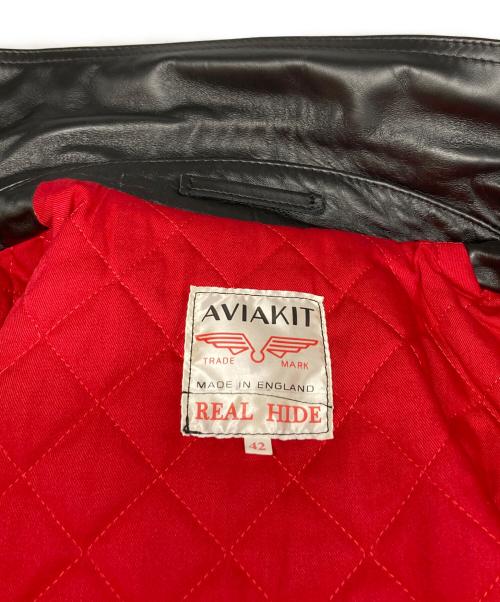 AVIAKIT
TRADE MARK
MADE IN ENGLAND
REAL HIDE
42